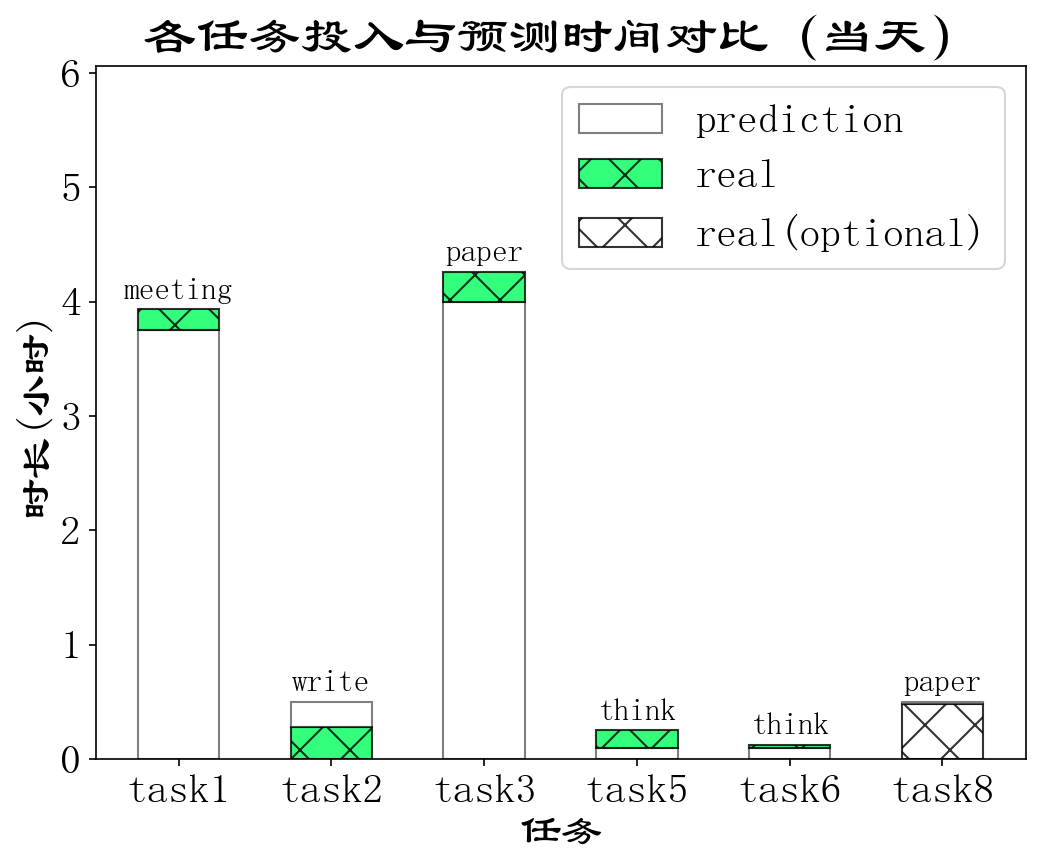 各任务投入与预测时间对比 (当天)
prediction
real
real(optional)
6
5
4
3
2
1
0
时长(小时)
meeting
write
paper
think
think
paper
task1 task2 task3 task5 task6 task8
任务